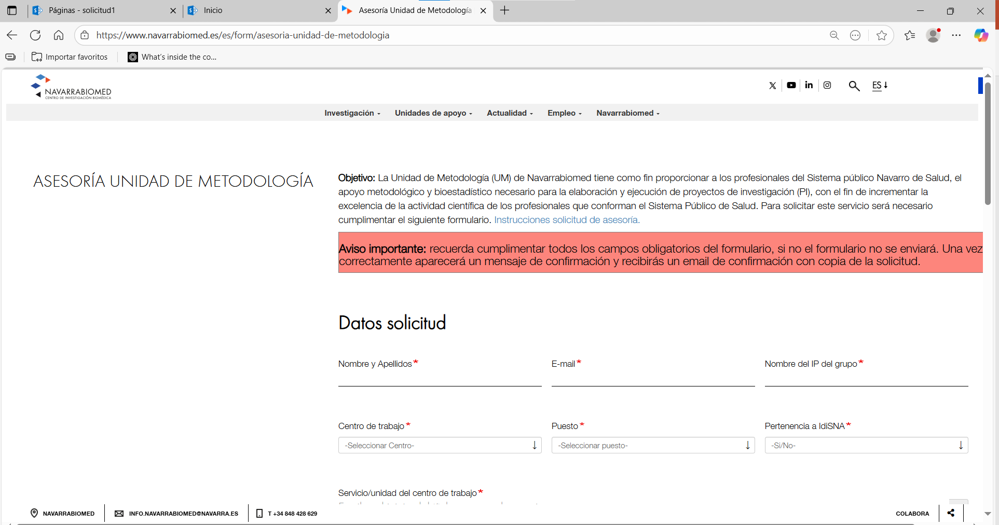 Páginas - solicitud1
Inicio
Asesoría Unidad de Metodología
https://www.navarrabiomed.es/es/form/asesoria-unidad-de-metodologia
Importar favoritos
What's inside the co...
NAVARRABIOMED
CENTRO DE INVESTIGACIÓN BIOMÉDICA
ES
Investigación
Unidades de apoyo
Actualidad
Empleo
Navarrabiomed
ASESORÍA UNIDAD DE METODOLOGÍA
Objetivo: La Unidad de Metodología (UM) de Navarrabiomed tiene como fin proporcionar a los profesionales del Sistema público Navarro de Salud, el
apoyo metodológico y bioestadístico necesario para la elaboración y ejecución de proyectos de investigación (PI), con el fin de incrementar la
excelencia de la actividad científica de los profesionales que conforman el Sistema Público de Salud. Para solicitar este servicio será necesario
cumplimentar el siguiente formulario. Instrucciones solicitud de asesoría.
Aviso importante: recuerda cumplimentar todos los campos obligatorios del formulario, si no el formulario no se enviará. Una vez
correctamente aparecerá un mensaje de confirmación y recibirás un email de confirmación con copia de la solicitud.
Datos solicitud
Nombre y Apellidos*
E-mail*
Nombre del IP del grupo*
Centro de trabajo*
Puesto*
Pertenencia a IdiSNA*
-Seleccionar Centro-
-Seleccionar puesto-
-Si/No-
Servicio/unidad del centro de trabajo*
NAVARRABIOMED
INFO.NAVARRABIOMED@NAVARRA.ES
T +34 848 428 629
COLABORA